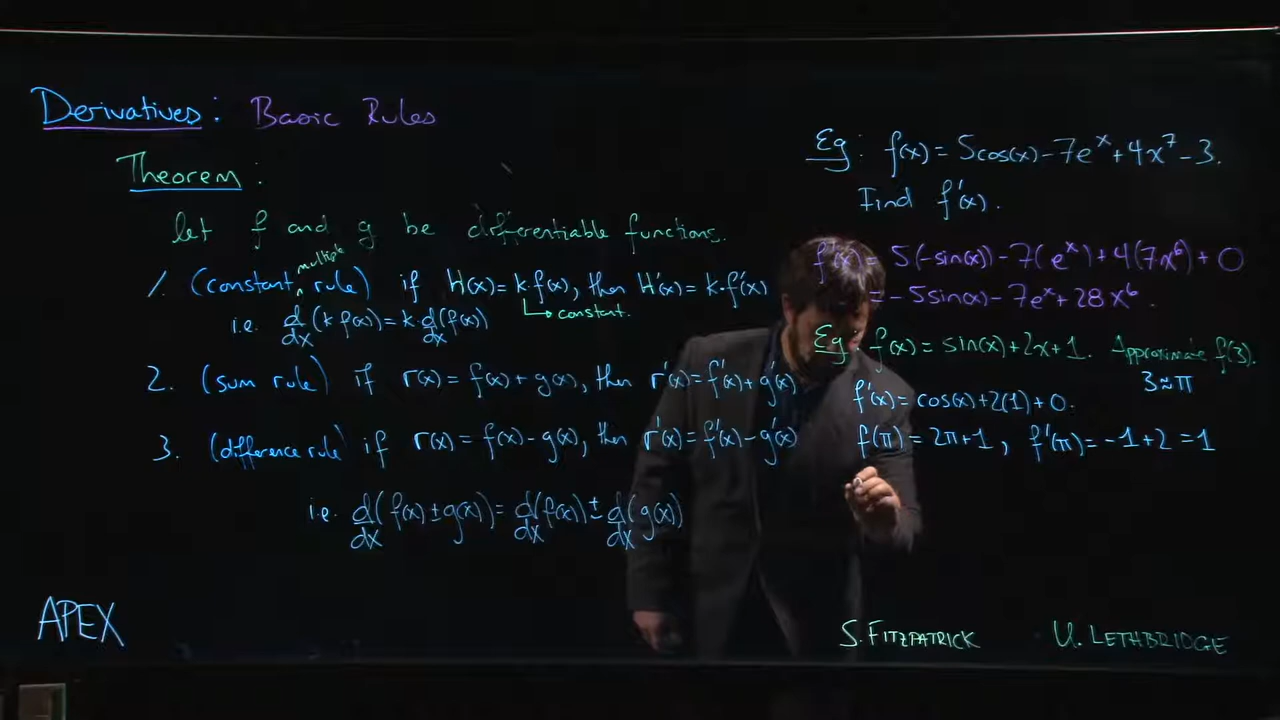 Derivatives: Basic Rules
Theorem:
let f and g be differentiable functions.
1. (constant multiple rule) if H(x) = k·f(x), then H'(x) = k·f'(x)
constant.
i.e. d/dx (k f(x)) = k·d/dx (f(x))
2. (sum rule) if r(x) = f(x) + g(x), then r'(x) = f'(x) + g'(x)
3. (difference rule) if r(x) = f(x) - g(x), then r'(x) = f'(x) - g'(x)
i.e. d/dx (f(x) ± g(x)) = d/dx (f(x)) ± d/dx (g(x))
APEX
Eg: f(x) = 5cos(x) - 7e^x + 4x^7 - 3.
Find f'(x).
f'(x) = 5(-sin(x)) - 7(e^x) + 4(7x^6) + 0
= -5sin(x) - 7e^x + 28x^6.
Eg: f(x) = sin(x) + 2x + 1. Approximate f(3).
3 ≈ π
f'(x) = cos(x) + 2(1) + 0.
f(π) = 2π + 1, f'(π) = -1 + 2 = 1
S. FITZPATRICK U. LETHBRIDGE